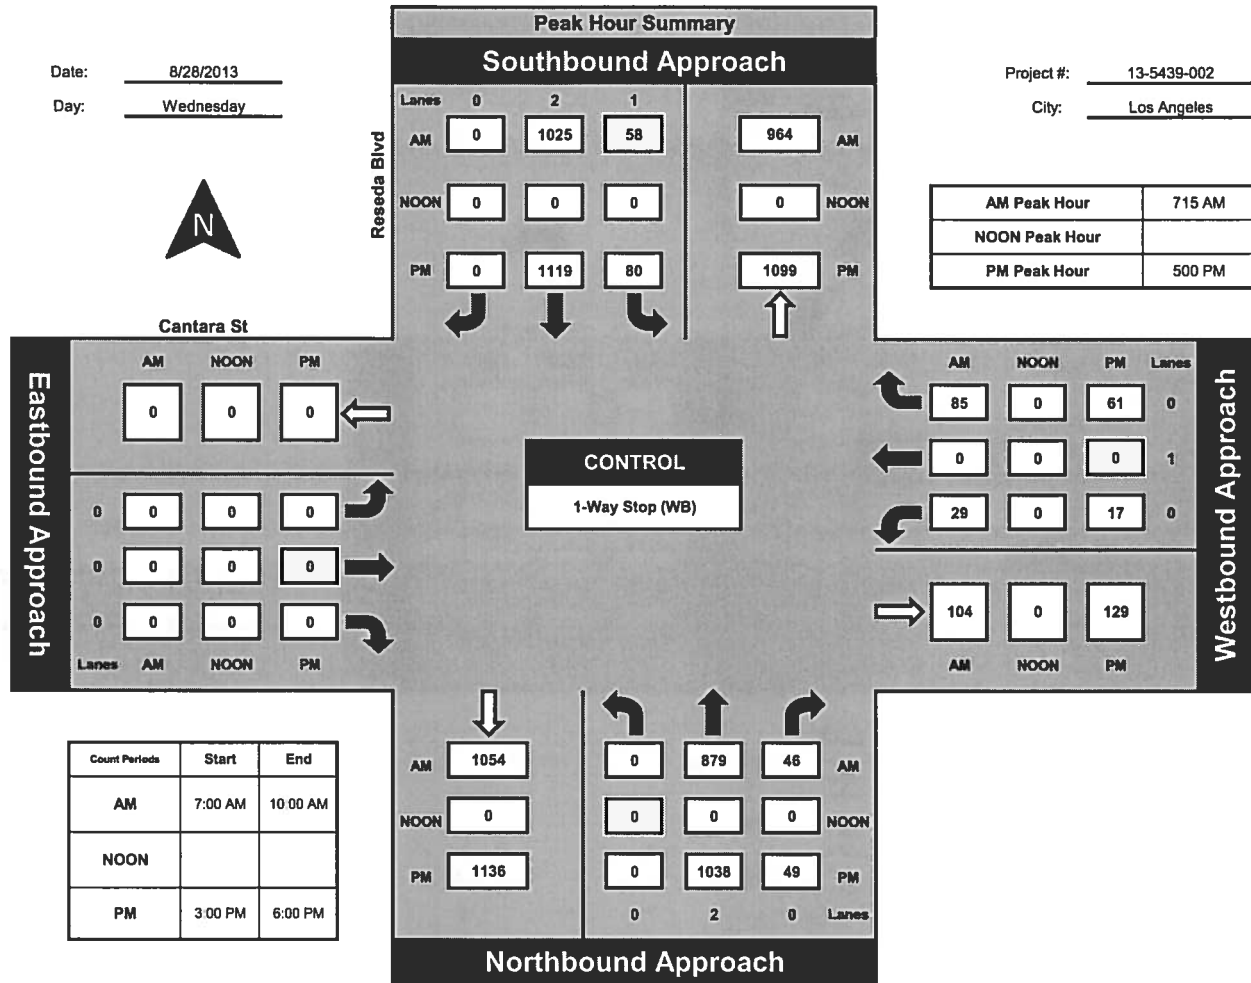 Peak Hour Summary
Southbound Approach
Date: 8/28/2013
Day: Wednesday
Project #: 13-5439-002
City: Los Angeles
N
Reseda Blvd
Lanes 0 2 1
AM 0 1025 58 964 AM
NOON 0 0 0 0 NOON
PM 0 1119 80 1099 PM
AM Peak Hour 715 AM
NOON Peak Hour
PM Peak Hour 500 PM
Cantara St
Eastbound Approach
AM NOON PM
0 0 0
0 0 0 0
0 0 0 0
0 0 0 0
Lanes AM NOON PM
CONTROL
1-Way Stop (WB)
AM NOON PM Lanes
85 0 61 0
0 0 0 1
29 0 17 0
104 0 129
AM NOON PM
Westbound Approach
Count Periods Start End
AM 7:00 AM 10:00 AM
NOON
PM 3:00 PM 6:00 PM
AM 1054 0 879 46 AM
NOON 0 0 0 0 NOON
PM 1136 0 1038 49 PM
0 2 0 Lanes
Northbound Approach